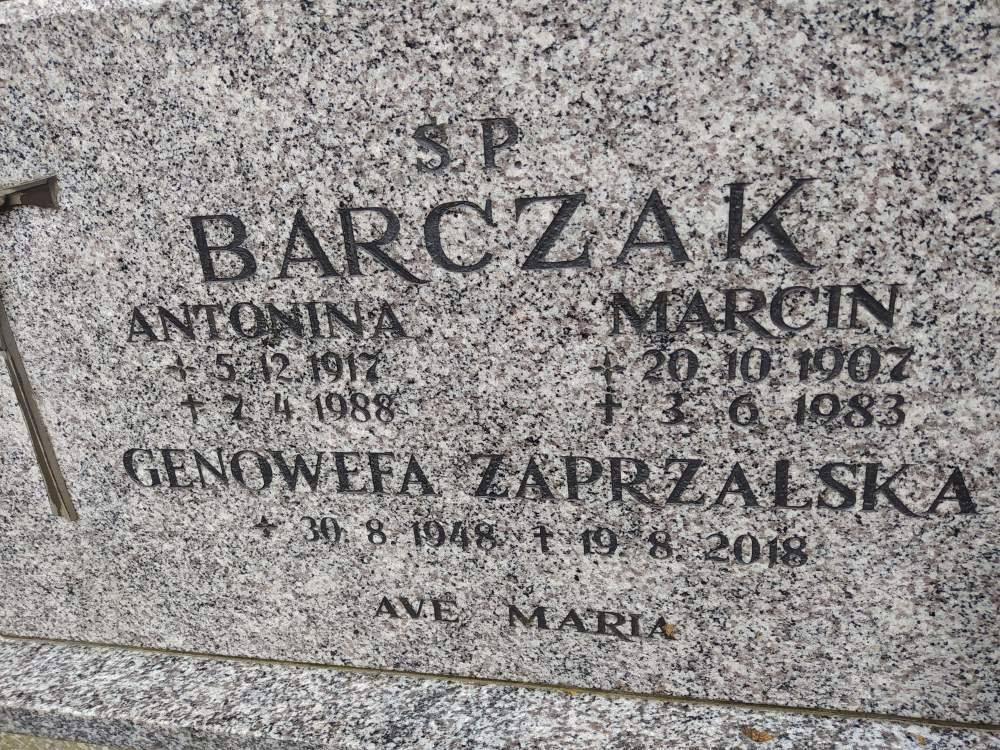 S.P
BARCZAK
ANTONINA MARCIN
5.12.1917 20.10.1907
✝ 7.4.1988 ✝ 3.6.1983
GENOWEFA ZAPRZALSKA
30.8.1948 ✝ 19.8.2018
AVE MARIA